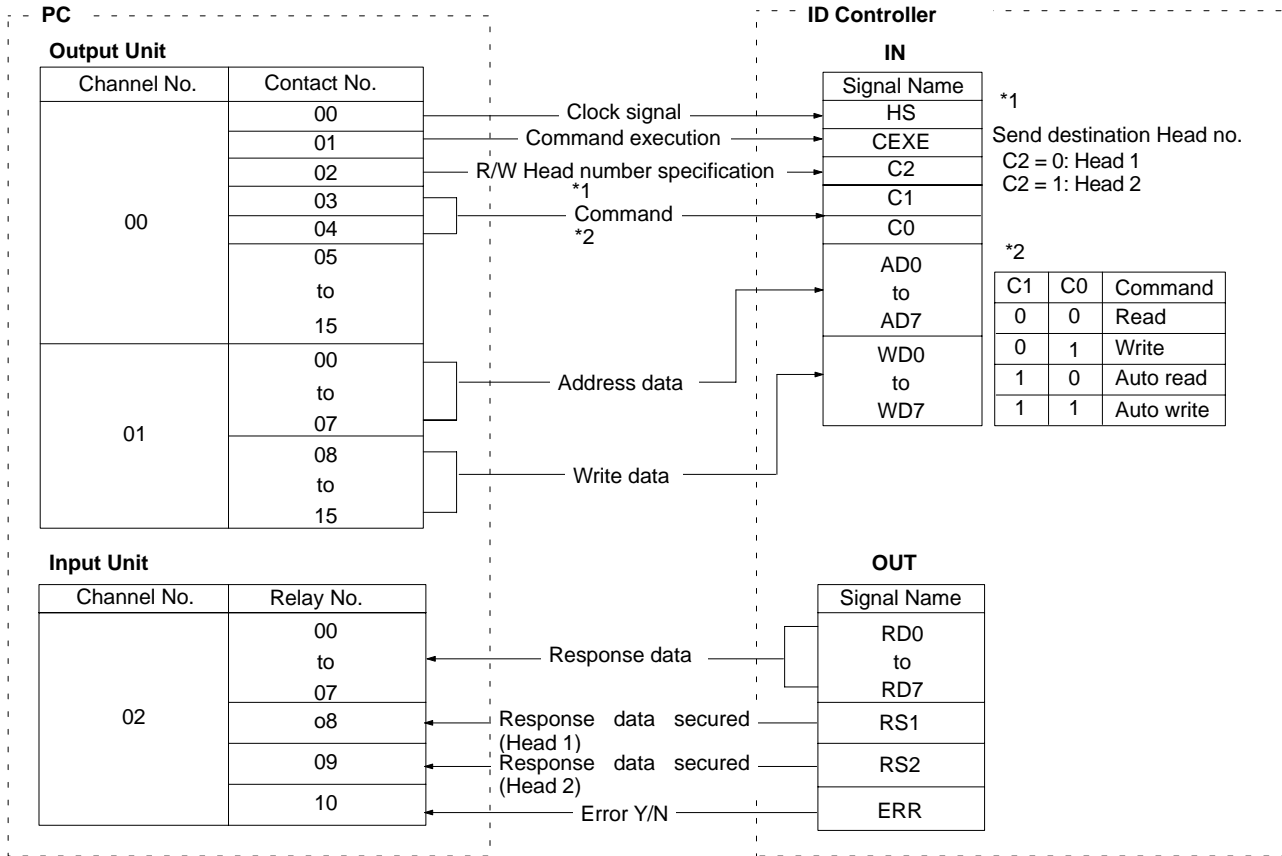 PC
Output Unit
Channel No. Contact No.
00
00
01
02
03
04
05
to
15
01
00
to
07
08
to
15
Clock signal
Command execution
R/W Head number specification
*1
Command
*2
Address data
Write data
ID Controller
IN
Signal Name
HS
CEXE
C2
C1
C0
AD0
to
AD7
WD0
to
WD7
*1
Send destination Head no.
C2 = 0: Head 1
C2 = 1: Head 2
*2
C1 C0 Command
0 0 Read
0 1 Write
1 0 Auto read
1 1 Auto write
Input Unit
Channel No. Relay No.
02
00
to
07
o8
09
10
Response data
Response data secured
(Head 1)
Response data secured
(Head 2)
Error Y/N
OUT
Signal Name
RD0
to
RD7
RS1
RS2
ERR